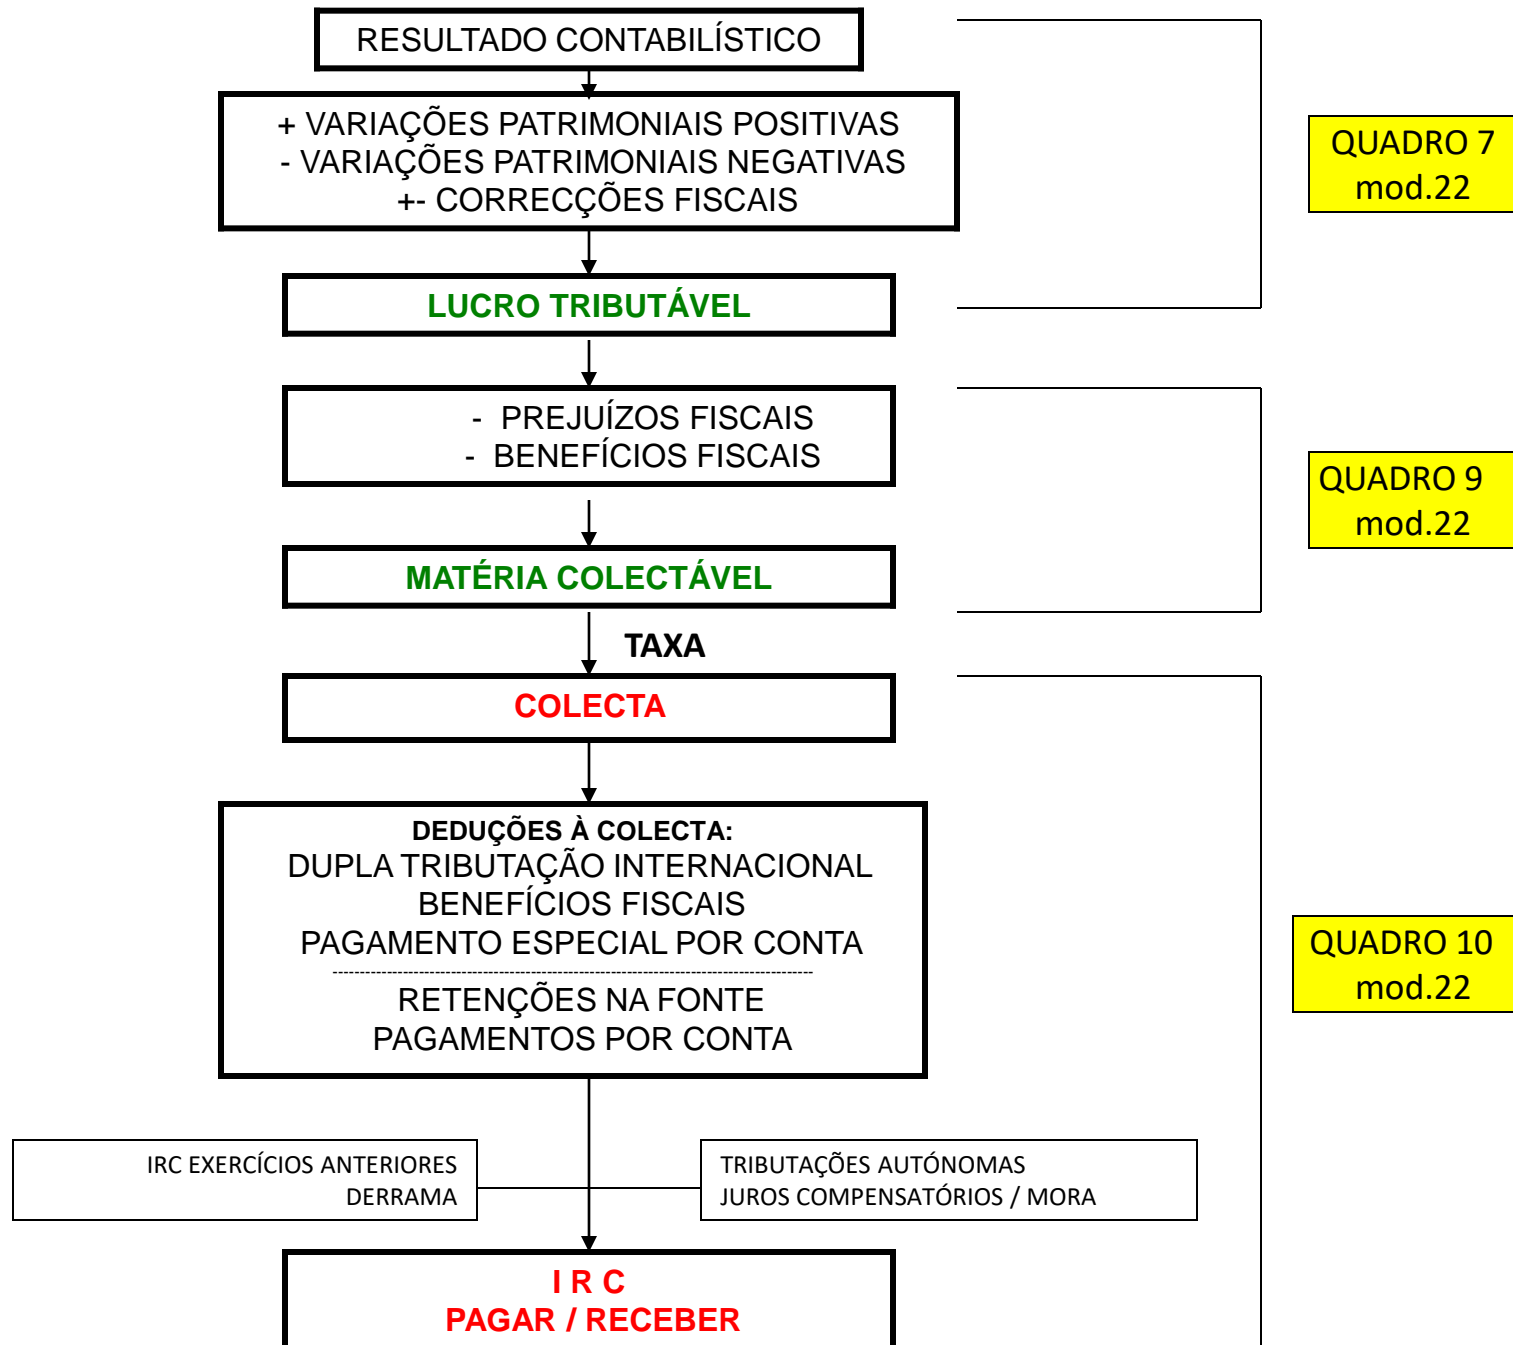 RESULTADO CONTABILÍSTICO
+ VARIAÇÕES PATRIMONIAIS POSITIVAS
- VARIAÇÕES PATRIMONIAIS NEGATIVAS
+- CORRECÇÕES FISCAIS
QUADRO 7
mod.22
LUCRO TRIBUTÁVEL
- PREJUÍZOS FISCAIS
- BENEFÍCIOS FISCAIS
QUADRO 9
mod.22
MATÉRIA COLECTÁVEL
TAXA
COLECTA
DEDUÇÕES À COLECTA:
DUPLA TRIBUTAÇÃO INTERNACIONAL
BENEFÍCIOS FISCAIS
PAGAMENTO ESPECIAL POR CONTA
----------------------------------------------------------------------------------------
RETENÇÕES NA FONTE
PAGAMENTOS POR CONTA
QUADRO 10
mod.22
IRC EXERCÍCIOS ANTERIORES
DERRAMA
TRIBUTAÇÕES AUTÓNOMAS
JUROS COMPENSATÓRIOS / MORA
I R C
PAGAR / RECEBER